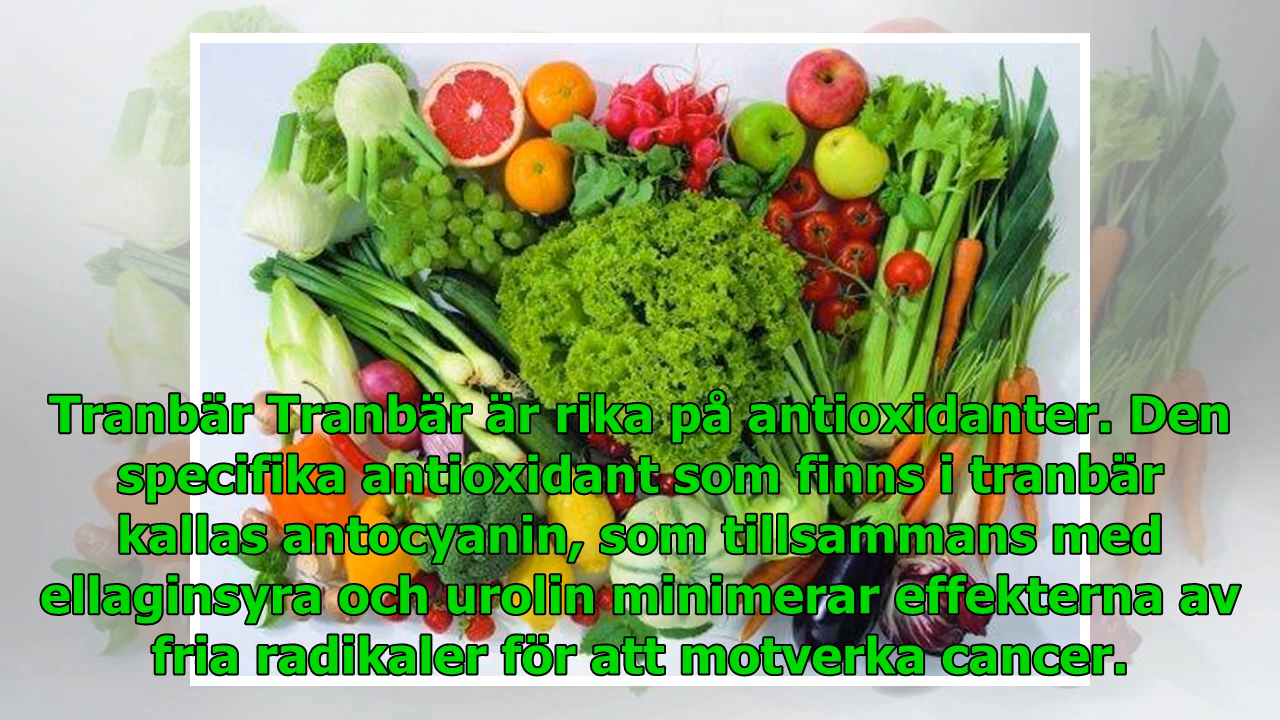 Tranbär Tranbär är rika på antioxidanter. Den
specifika antioxidant som finns i tranbär
kallas antocyanin, som tillsammans med
ellaginsyra och urolin minimerar effekterna av
fria radikaler för att motverka cancer.